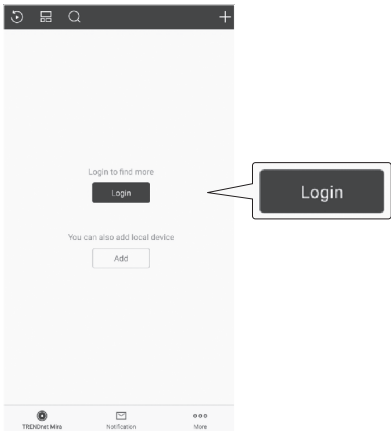 Login to find more
Login
Login
You can also add local device
Add
TRENDnet Mira
Notification
More